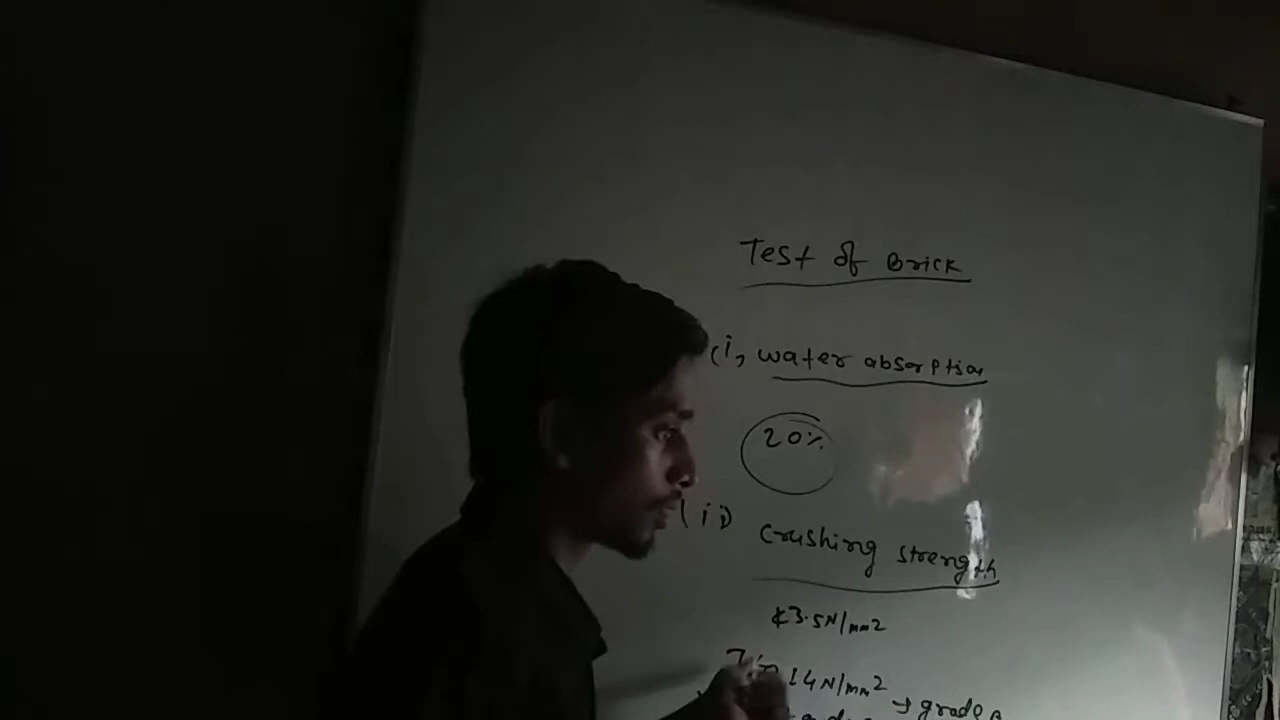 Test of Brick
(i) water absorption
20%
(ii) crushing strength
≮3.5N/mm2
14N/mm2 → grade